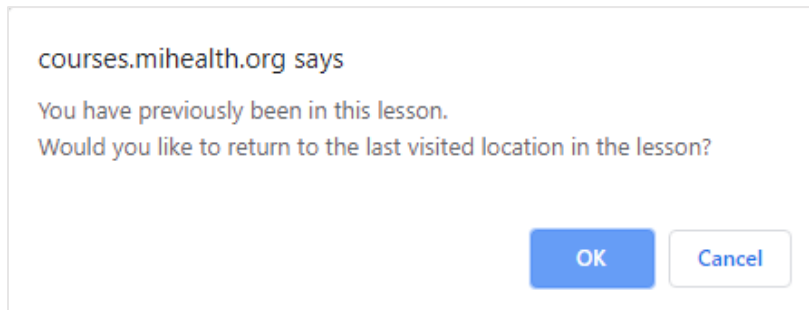 courses.mihealth.org says
You have previously been in this lesson.
Would you like to return to the last visited location in the lesson?
OK Cancel